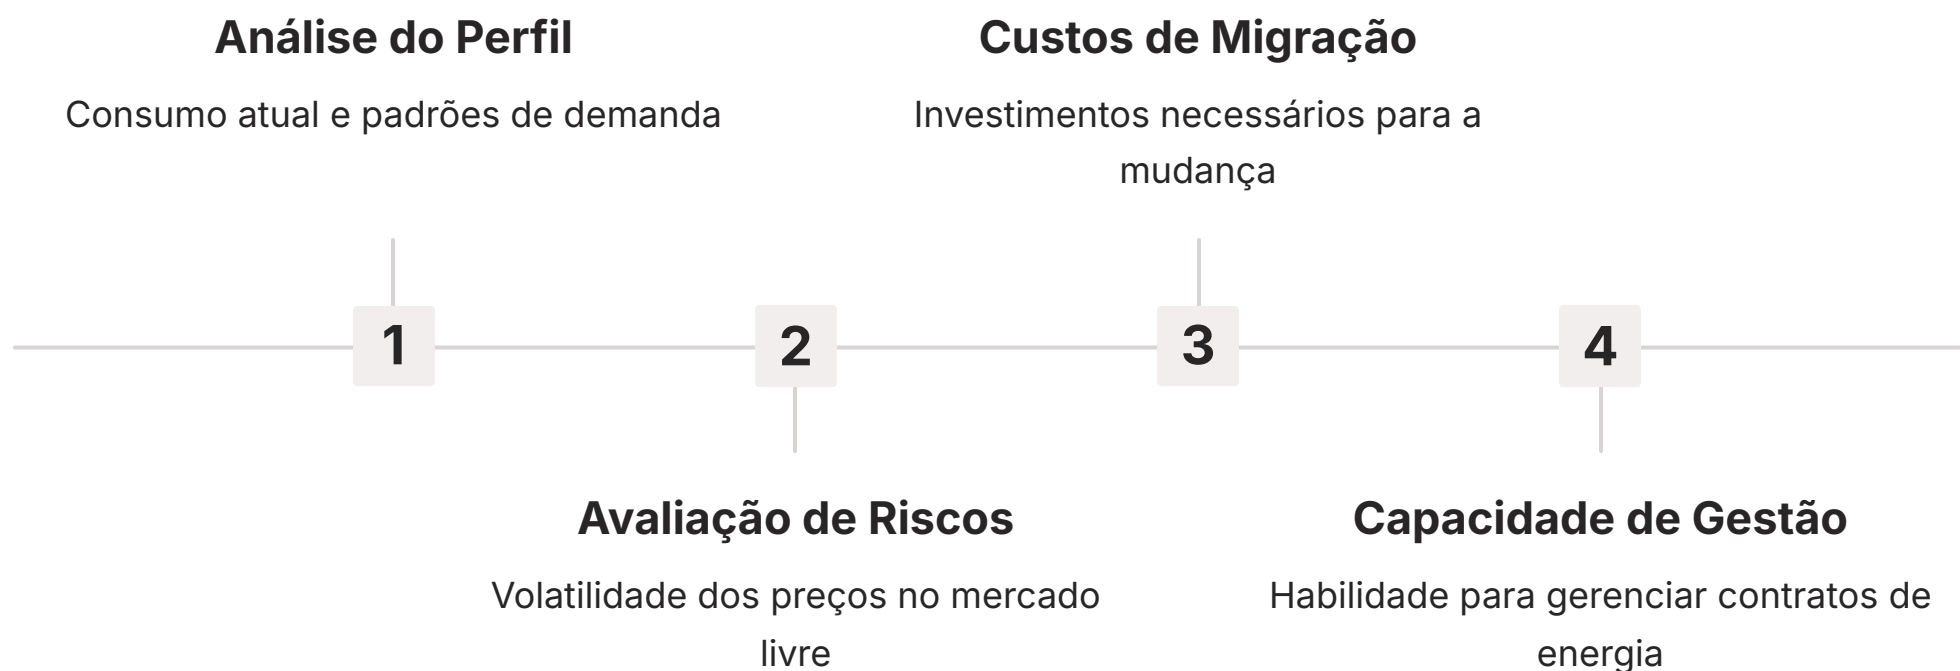 Análise do Perfil
Consumo atual e padrões de demanda
Custos de Migração
Investimentos necessários para a
mudança
1
2
3
4
Avaliação de Riscos
Volatilidade dos preços no mercado
livre
Capacidade de Gestão
Habilidade para gerenciar contratos de
energia